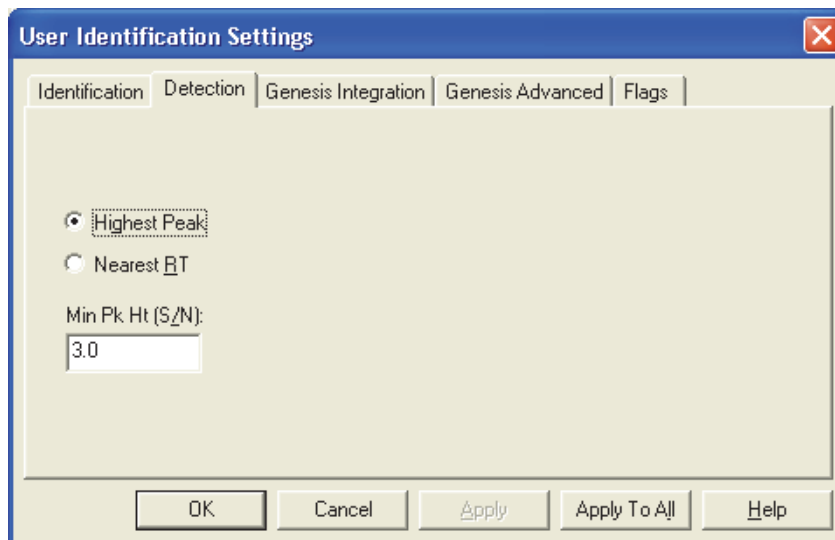 User Identification Settings
Identification Detection Genesis Integration Genesis Advanced Flags
Highest Peak
Nearest RT
Min Pk Ht (S/N):
3.0
OK Cancel Apply Apply To All Help